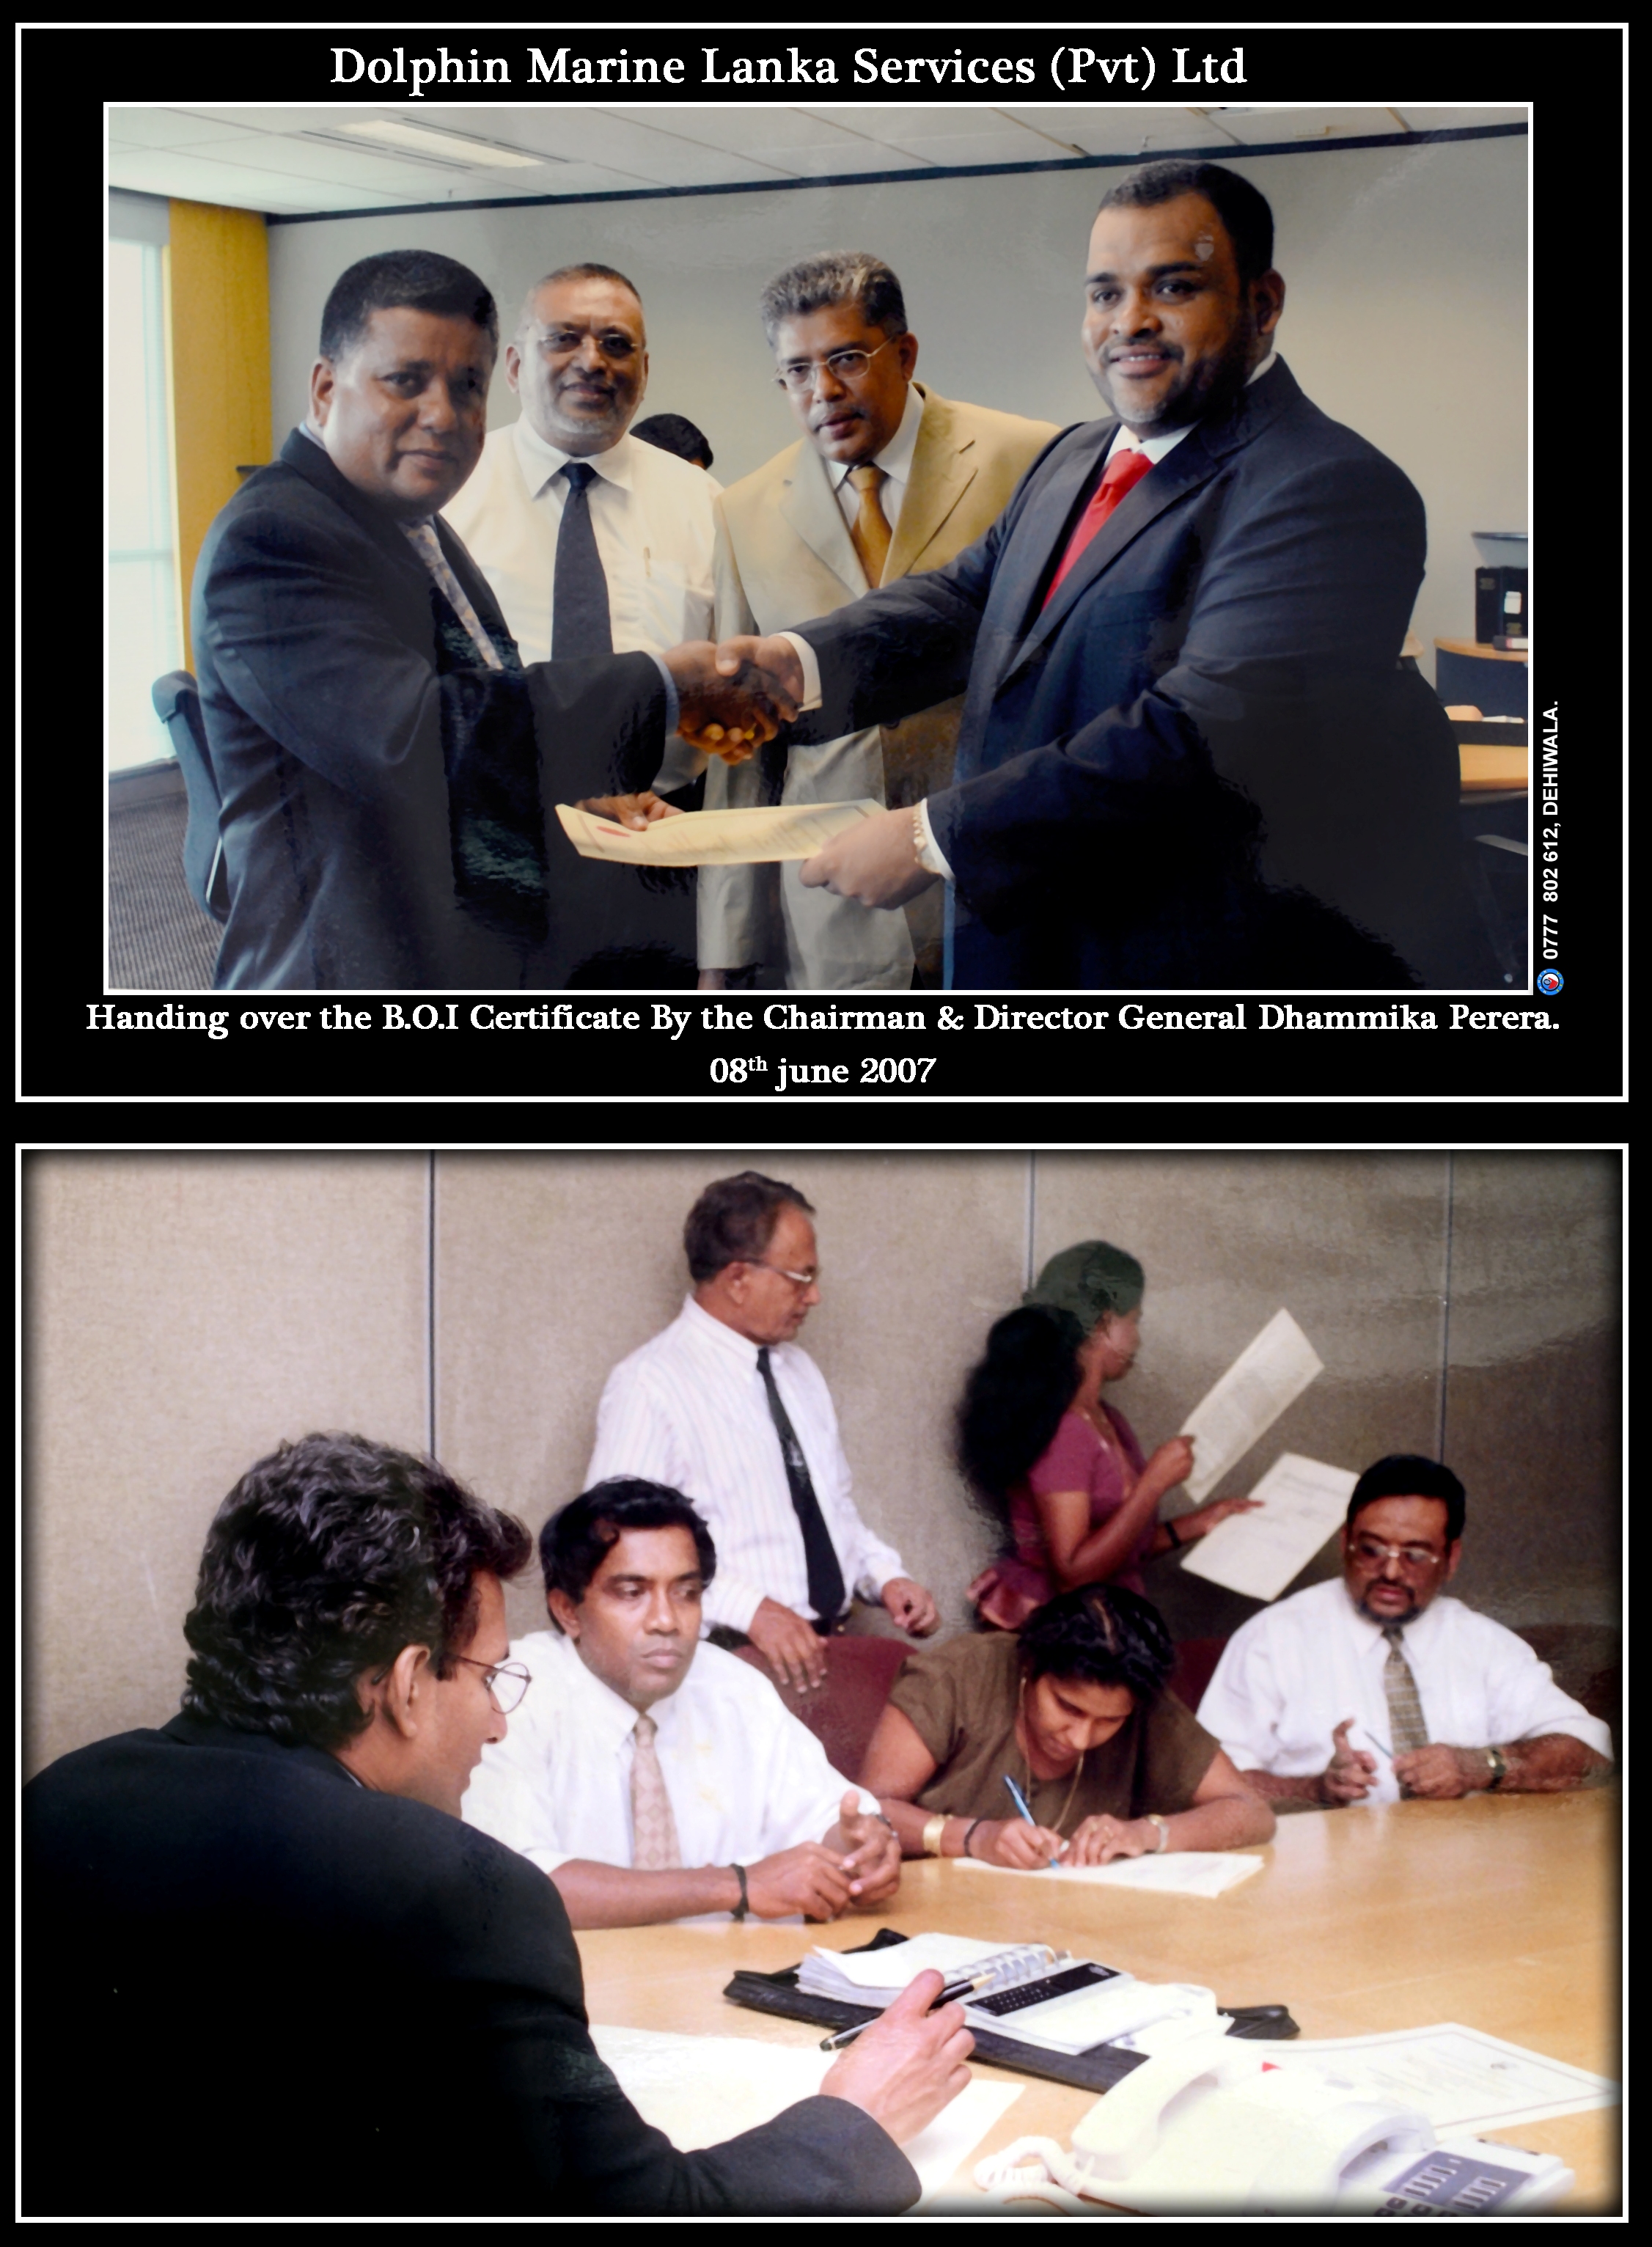 Dolphin Marine Lanka Services (Pvt) Ltd
0777 802 612, DEHIWALA.
Handing over the B.O.I Certificate By the Chairman & Director General Dhammika Perera.
08th june 2007